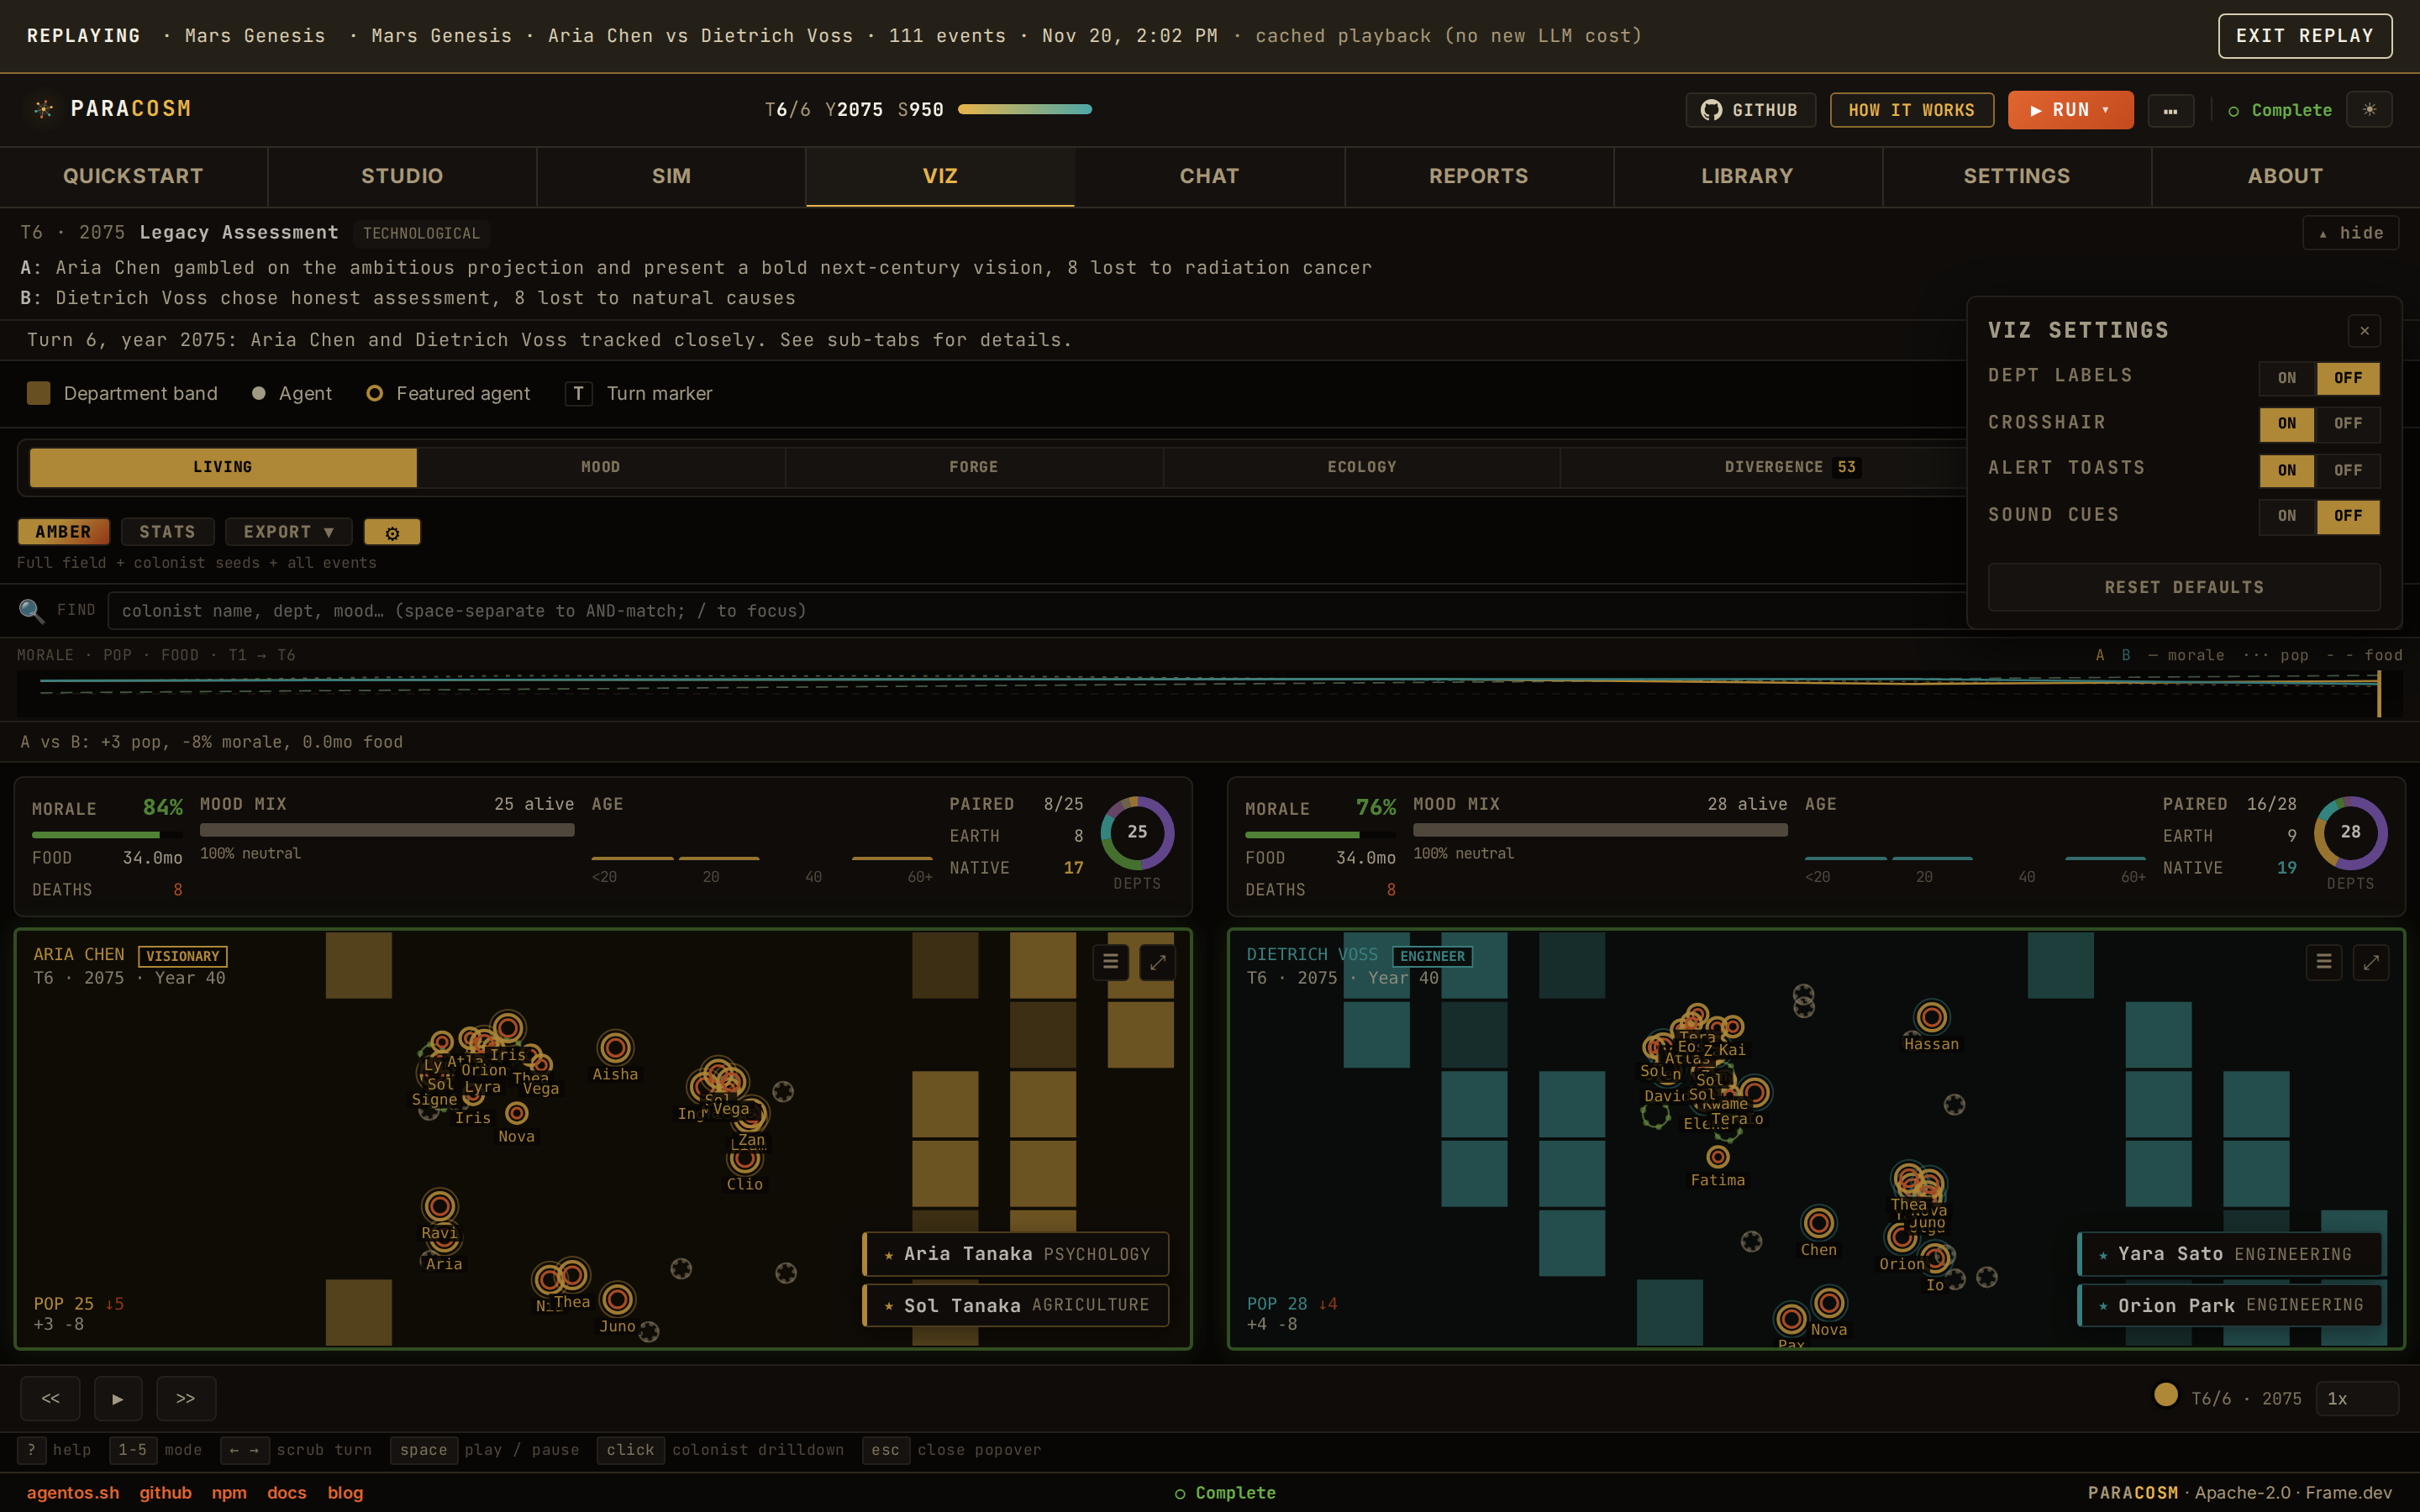 REPLAYING · Mars Genesis · Mars Genesis · Aria Chen vs Dietrich Voss · 111 events · Nov 20, 2:02 PM · cached playback (no new LLM cost) EXIT REPLAY
PARACOSM T6/6 Y2075 S950 GITHUB HOW IT WORKS ▶ RUN ▾ … ○ Complete ☀
QUICKSTART STUDIO SIM VIZ CHAT REPORTS LIBRARY SETTINGS ABOUT
T6 · 2075 Legacy Assessment TECHNOLOGICAL ▴ hide
A: Aria Chen gambled on the ambitious projection and present a bold next-century vision, 8 lost to radiation cancer
B: Dietrich Voss chose honest assessment, 8 lost to natural causes
Turn 6, year 2075: Aria Chen and Dietrich Voss tracked closely. See sub-tabs for details.
Department band Agent Featured agent T Turn marker
VIZ SETTINGS ×
DEPT LABELS ON OFF
CROSSHAIR ON OFF
ALERT TOASTS ON OFF
SOUND CUES ON OFF
RESET DEFAULTS
LIVING MOOD FORGE ECOLOGY DIVERGENCE 53
AMBER STATS EXPORT ▼ ⚙
Full field + colonist seeds + all events
🔍 FIND colonist name, dept, mood… (space-separate to AND-match; / to focus)
MORALE · POP · FOOD · T1 → T6 A B — morale ··· pop - - food
A vs B: +3 pop, -8% morale, 0.0mo food
MORALE 84% MOOD MIX 25 alive AGE PAIRED 8/25
100% neutral EARTH 8 25
FOOD 34.0mo <20 20 40 60+ NATIVE 17
DEATHS 8 DEPTS
MORALE 76% MOOD MIX 28 alive AGE PAIRED 16/28
100% neutral EARTH 9 28
FOOD 34.0mo <20 20 40 60+ NATIVE 19
DEATHS 8 DEPTS
ARIA CHEN VISIONARY
T6 · 2075 · Year 40
Iris
Orion
Thea
Sol
Lyra
Vega
Signe
Iris
Nova
Aisha
Vega
Zan
Clio
Ravi
Aria
Thea
Juno
★ Aria Tanaka PSYCHOLOGY
★ Sol Tanaka AGRICULTURE
POP 25 ↓5
+3 -8
DIETRICH VOSS ENGINEER
T6 · 2075 · Year 40
Tera
Kai
Sol
Sol
Sol
Kwame
Fatima
Hassan
Thea
Juno
Chen
Orion
Io
Nova
Pax
★ Yara Sato ENGINEERING
★ Orion Park ENGINEERING
POP 28 ↓4
+4 -8
<< ▶ >> T6/6 · 2075 1x
? help 1-5 mode ← → scrub turn space play / pause click colonist drilldown esc close popover
agentos.sh github npm docs blog ○ Complete PARACOSM · Apache-2.0 · Frame.dev